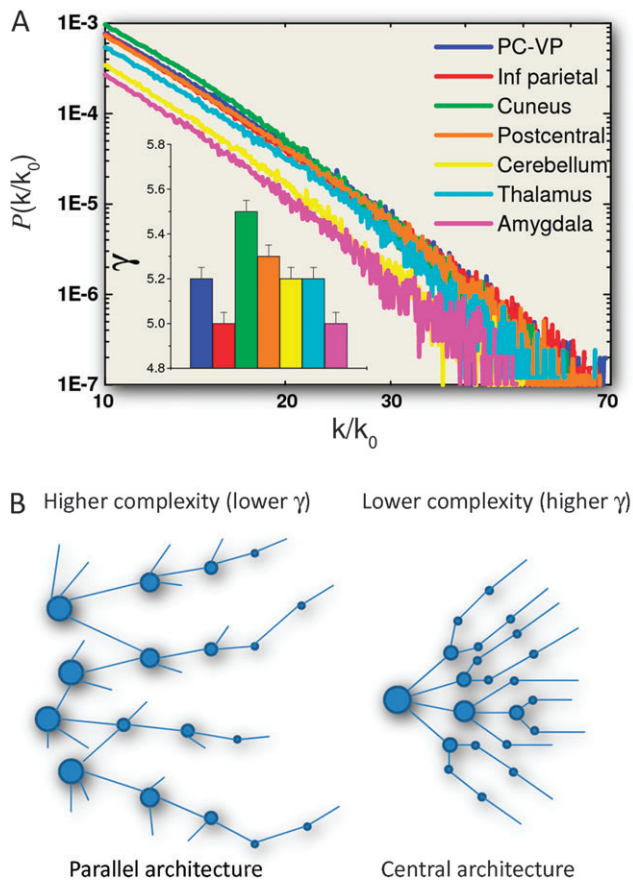 A
1E-3
1E-4
1E-5
1E-6
1E-7
P(k/k₀)
PC-VP
Inf parietal
Cuneus
Postcentral
Cerebellum
Thalamus
Amygdala
5.8
5.6
5.4
5.2
5.0
4.8
γ
10
20
30
70
k/k₀
B
Higher complexity (lower γ)
Lower complexity (higher γ)
Parallel architecture
Central architecture